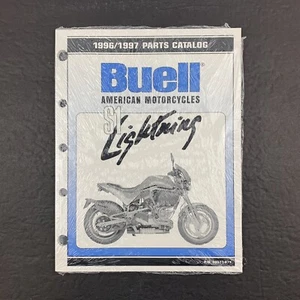 1996/1997 PARTS CATALOG
Buell®
AMERICAN MOTORCYCLES
S1
Lightning